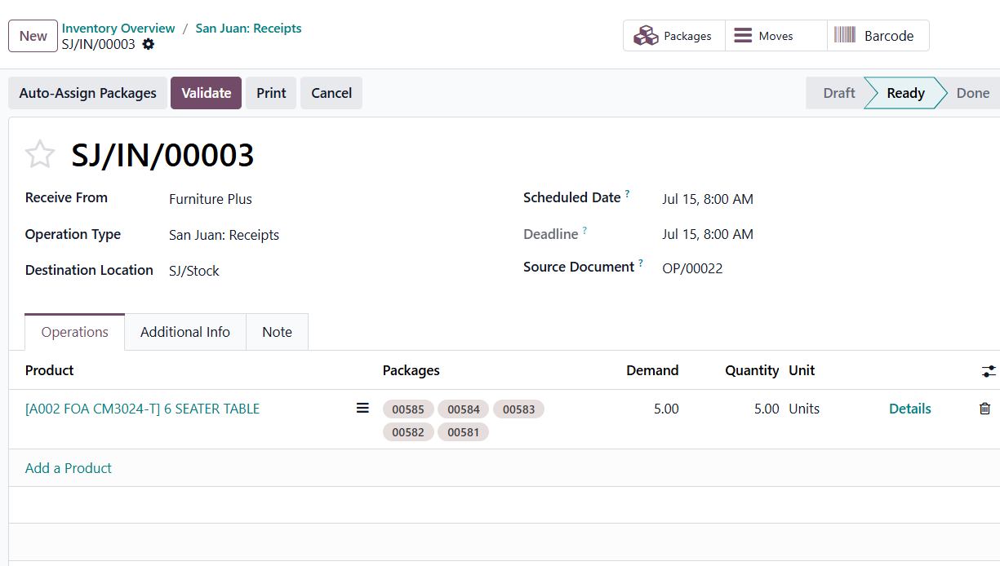 New
Inventory Overview / San Juan: Receipts
SJ/IN/00003
Packages
Moves
Barcode
Auto-Assign Packages
Validate
Print
Cancel
Draft
Ready
Done
SJ/IN/00003
Receive From
Furniture Plus
Scheduled Date ?
Jul 15, 8:00 AM
Operation Type
San Juan: Receipts
Deadline ?
Jul 15, 8:00 AM
Destination Location
SJ/Stock
Source Document ?
OP/00022
Operations
Additional Info
Note
Product Packages Demand Quantity Unit
[A002 FOA CM3024-T] 6 SEATER TABLE 00585 00584 00583 5.00 5.00 Units Details
00582 00581
Add a Product